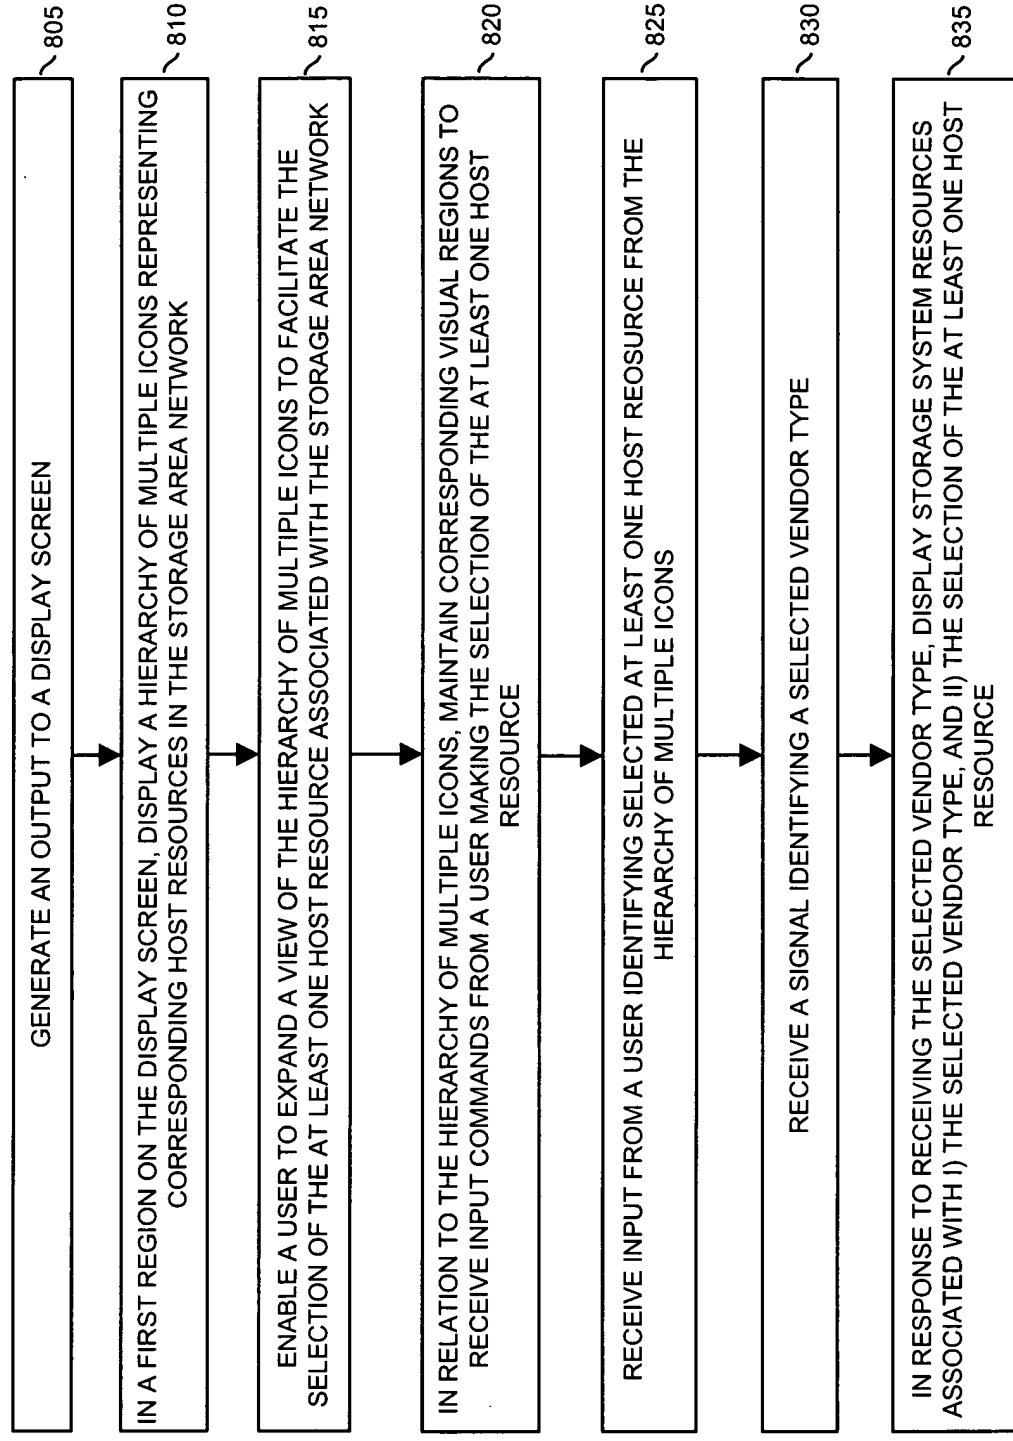 GENERATE AN OUTPUT TO A DISPLAY SCREEN
805
IN A FIRST REGION ON THE DISPLAY SCREEN, DISPLAY A HIERARCHY OF MULTIPLE ICONS REPRESENTING
CORRESPONDING HOST RESOURCES IN THE STORAGE AREA NETWORK
810
ENABLE A USER TO EXPAND A VIEW OF THE HIERARCHY OF MULTIPLE ICONS TO FACILITATE THE
SELECTION OF THE AT LEAST ONE HOST RESOURCE ASSOCIATED WITH THE STORAGE AREA NETWORK
815
IN RELATION TO THE HIERARCHY OF MULTIPLE ICONS, MAINTAIN CORRESPONDING VISUAL REGIONS TO
RECEIVE INPUT COMMANDS FROM A USER MAKING THE SELECTION OF THE AT LEAST ONE HOST
RESOURCE
820
RECEIVE INPUT FROM A USER IDENTIFYING SELECTED AT LEAST ONE HOST REOSURCE FROM THE
HIERARCHY OF MULTIPLE ICONS
825
RECEIVE A SIGNAL IDENTIFYING A SELECTED VENDOR TYPE
830
IN RESPONSE TO RECEIVING THE SELECTED VENDOR TYPE, DISPLAY STORAGE SYSTEM RESOURCES
ASSOCIATED WITH I) THE SELECTED VENDOR TYPE, AND II) THE SELECTION OF THE AT LEAST ONE HOST
RESOURCE
835